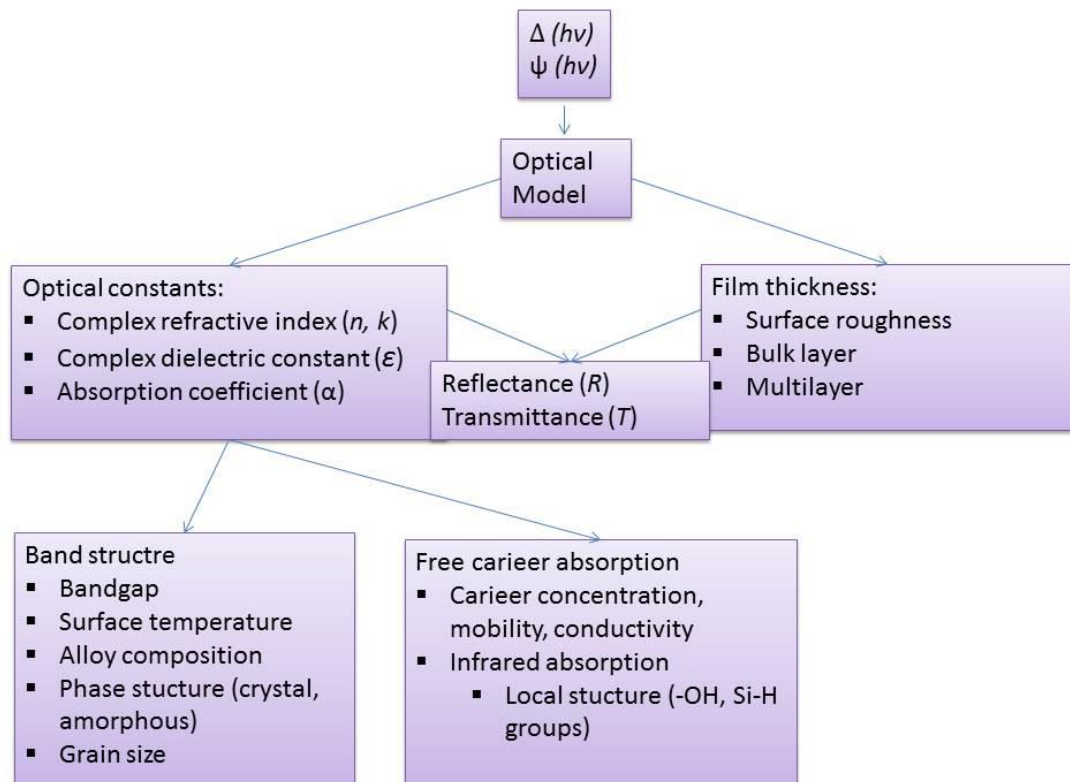 Δ (hν)
ψ (hν)
Optical
Model
Optical constants:
▪ Complex refractive index (n, k)
▪ Complex dielectric constant (ε)
▪ Absorption coefficient (α)
Film thickness:
▪ Surface roughness
▪ Bulk layer
▪ Multilayer
Reflectance (R)
Transmittance (T)
Band structre
▪ Bandgap
▪ Surface temperature
▪ Alloy composition
▪ Phase stucture (crystal,
amorphous)
▪ Grain size
Free carieer absorption
▪ Carieer concentration,
mobility, conductivity
▪ Infrared absorption
▪ Local stucture (-OH, Si-H
groups)